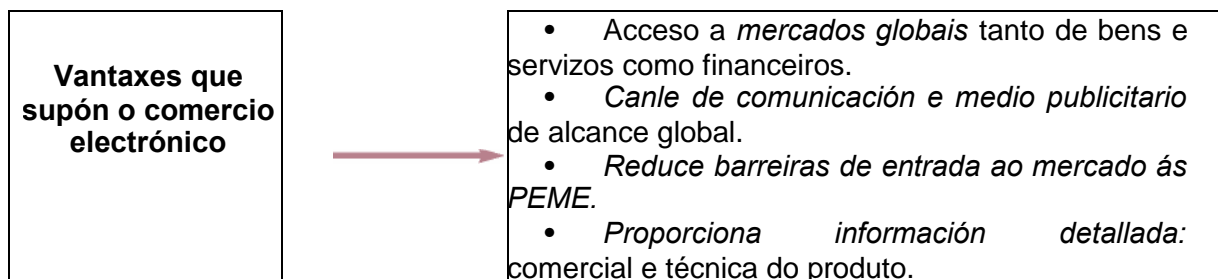 Vantaxes que
supón o comercio
electrónico
• Acceso a mercados globais tanto de bens e
servizos como financeiros.
• Canle de comunicación e medio publicitario
de alcance global.
• Reduce barreiras de entrada ao mercado ás
PEME.
• Proporciona información detallada:
comercial e técnica do produto.